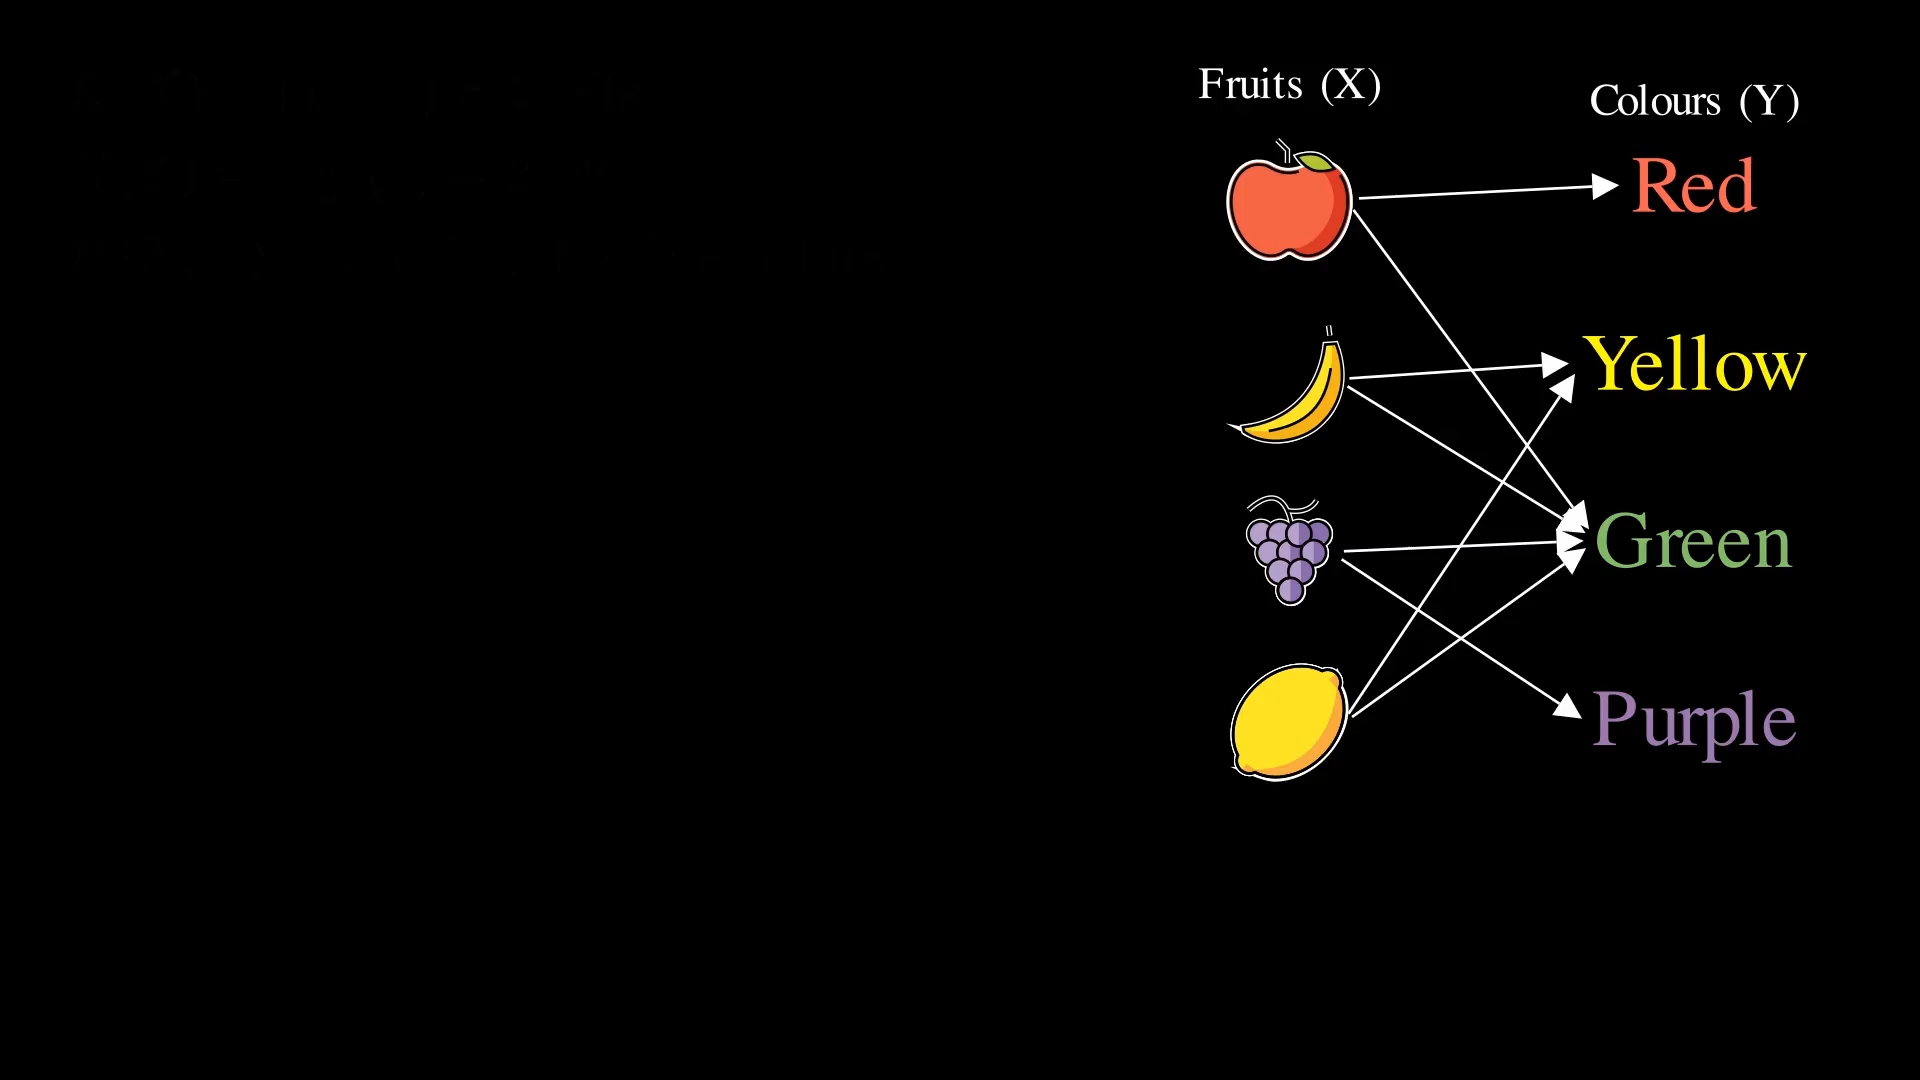 Fruits (X)
Colours (Y)
Red
Yellow
Green
Purple